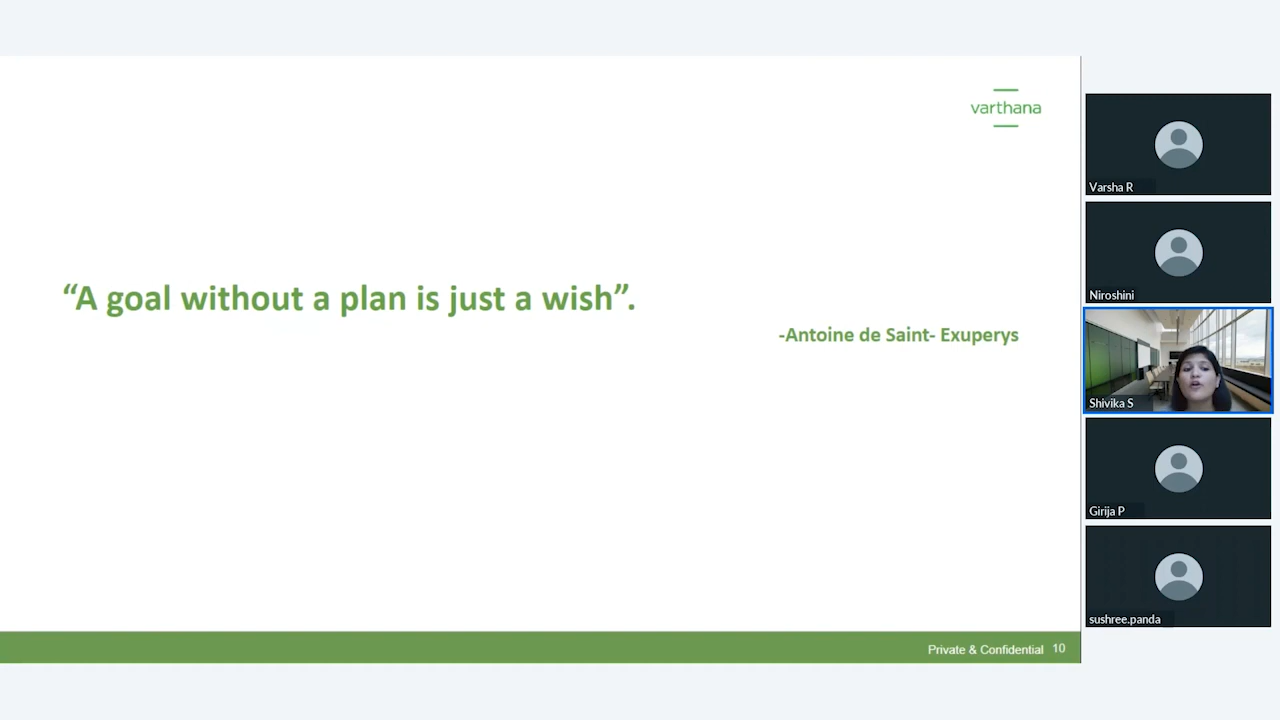 varthana
“A goal without a plan is just a wish”.
-Antoine de Saint- Exuperys
Private & Confidential 10
Varsha R
Niroshini
Shivika S
Girija P
sushree.panda